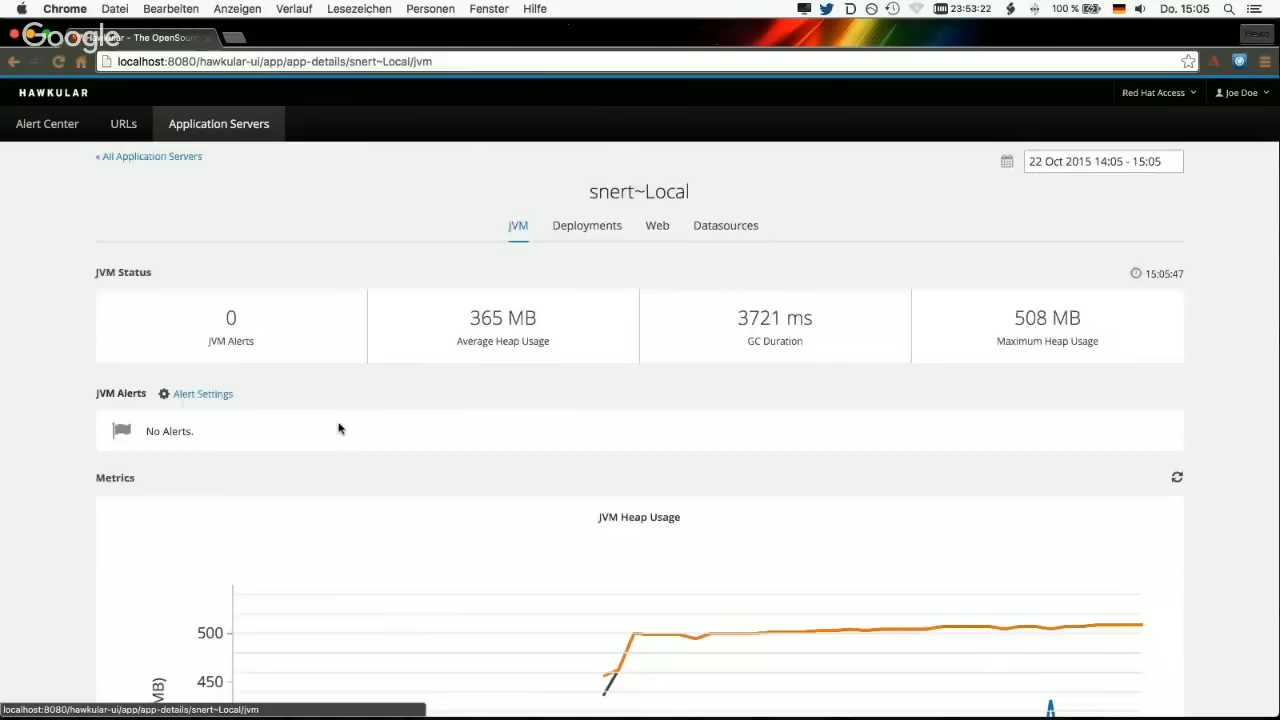 Chrome Datei Bearbeiten Anzeigen Verlauf Lesezeichen Personen Fenster Hilfe 23:53:22 100 % Do. 15:05
Google
Hawkular - The OpenSour
localhost:8080/hawkular-ui/app/app-details/snert~Local/jvm
HAWKULAR Red Hat Access Joe Doe
Alert Center URLs Application Servers
« All Application Servers 22 Oct 2015 14:05 - 15:05
snert~Local
JVM Deployments Web Datasources
JVM Status 15:05:47
0 365 MB 3721 ms 508 MB
JVM Alerts Average Heap Usage GC Duration Maximum Heap Usage
JVM Alerts Alert Settings
No Alerts.
Metrics
JVM Heap Usage
500
450
MB)
localhost:8080/hawkular-ui/app/app-details/snert~Local/jvm